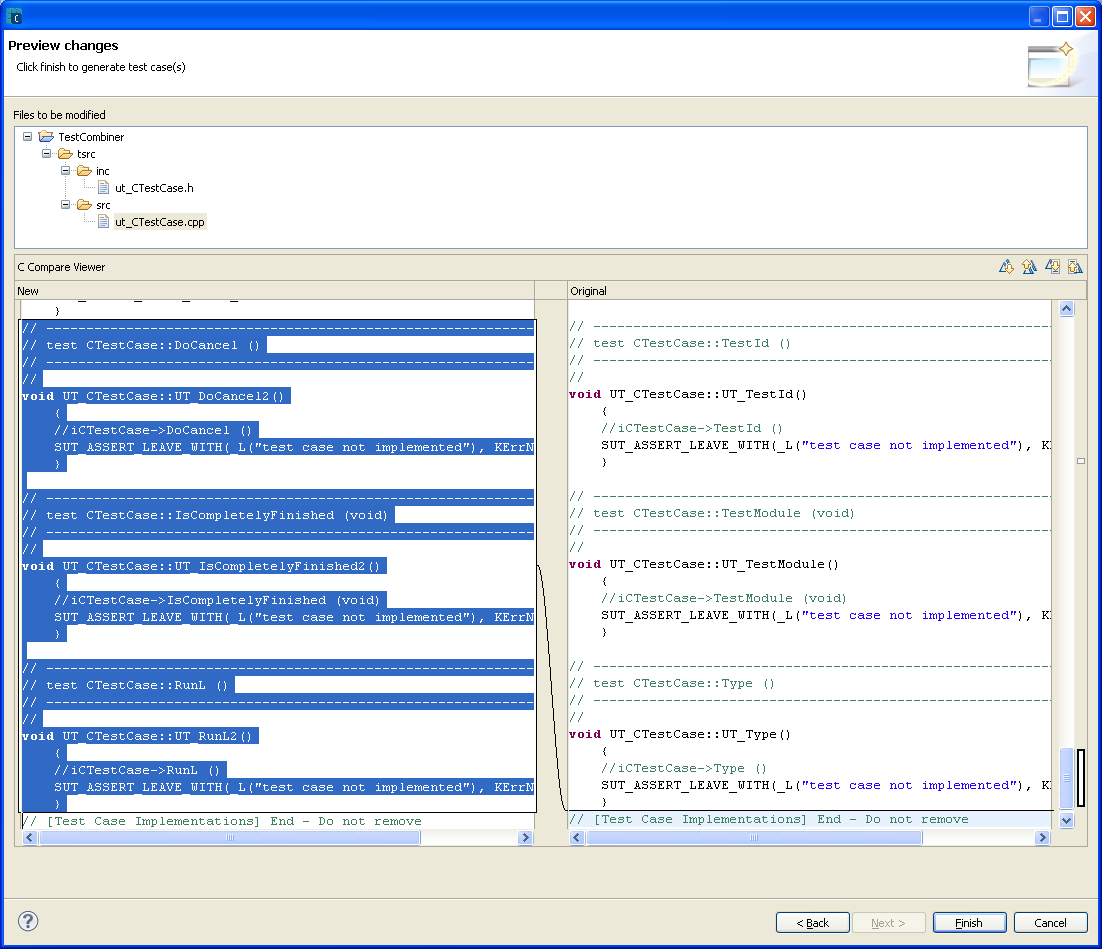 C
Preview changes
Click finish to generate test case(s)
Files to be modified
TestCombiner
tsrc
inc
ut_CTestCase.h
src
ut_CTestCase.cpp
C Compare Viewer
New
}
// ------------------------------------------------------------
// test CTestCase::DoCancel ()
// ------------------------------------------------------------
//
void UT_CTestCase::UT_DoCancel2()
{
//iCTestCase->DoCancel ()
SUT_ASSERT_LEAVE_WITH(_L("test case not implemented"), KErrN
}
// ------------------------------------------------------------
// test CTestCase::IsCompletelyFinished (void)
// ------------------------------------------------------------
//
void UT_CTestCase::UT_IsCompletelyFinished2()
{
//iCTestCase->IsCompletelyFinished (void)
SUT_ASSERT_LEAVE_WITH(_L("test case not implemented"), KErrN
}
// ------------------------------------------------------------
// test CTestCase::RunL ()
// ------------------------------------------------------------
//
void UT_CTestCase::UT_RunL2()
{
//iCTestCase->RunL ()
SUT_ASSERT_LEAVE_WITH(_L("test case not implemented"), KErrN
}
// [Test Case Implementations] End - Do not remove
Original
// ---------------------------------------------------------
// test CTestCase::TestId ()
// ---------------------------------------------------------
//
void UT_CTestCase::UT_TestId()
{
//iCTestCase->TestId ()
SUT_ASSERT_LEAVE_WITH(_L("test case not implemented"), KE
}
// ---------------------------------------------------------
// test CTestCase::TestModule (void)
// ---------------------------------------------------------
//
void UT_CTestCase::UT_TestModule()
{
//iCTestCase->TestModule (void)
SUT_ASSERT_LEAVE_WITH(_L("test case not implemented"), KE
}
// ---------------------------------------------------------
// test CTestCase::Type ()
// ---------------------------------------------------------
//
void UT_CTestCase::UT_Type()
{
//iCTestCase->Type ()
SUT_ASSERT_LEAVE_WITH(_L("test case not implemented"), KE
}
// [Test Case Implementations] End - Do not remove
?
< Back
Next >
Finish
Cancel